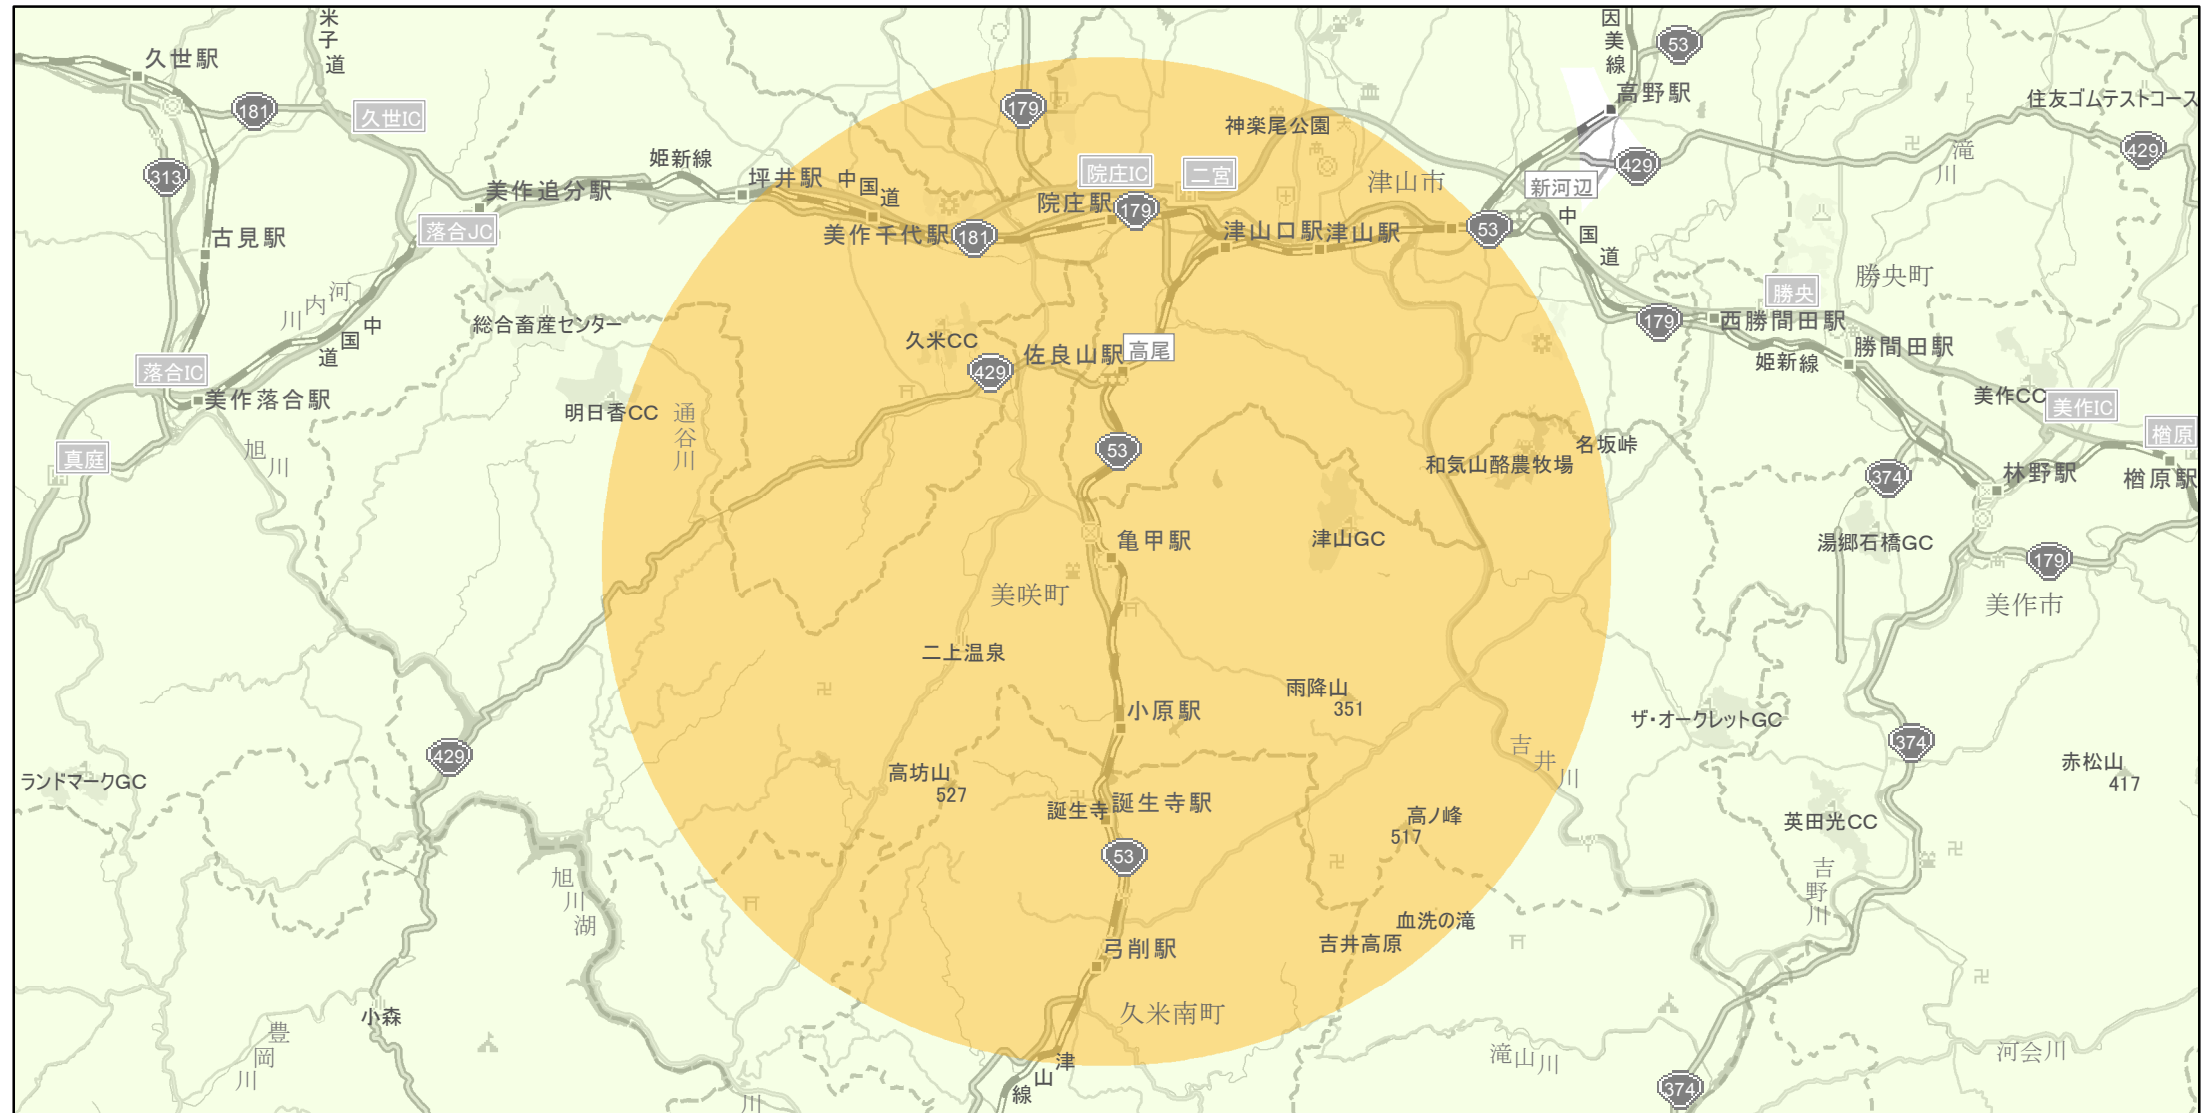 米子道
因美線
53
久世駅
181
久世IC
179
高野駅
住友ゴムテストコース
神楽尾公園
429
429
滝川
313
姫新線
坪井駅
中国道
院庄IC
二宮
津山市
新河辺
美作追分駅
院庄駅
179
落合JC
古見駅
美作千代駅
181
津山口駅
津山駅
53
中国道
勝央町
勝央
河内川
総合畜産センター
中国道
179
西勝間田駅
久米CC
佐良山駅
高尾
勝間田駅
姫新線
落合IC
429
美作落合駅
明日香CC
通谷川
美作CC
美作IC
楢原
旭川
真庭
53
名坂峠
和気山酪農牧場
374
林野駅
楢原駅
亀甲駅
津山GC
湯郷石橋GC
179
美咲町
美作市
二上温泉
雨降山
351
小原駅
ザ・オークレットGC
吉井川
374
429
ランドマークGC
高坊山
527
赤松山
417
誕生寺
誕生寺駅
高ノ峰
517
英田光CC
53
旭川湖
吉野川
血洗の滝
吉井高原
弓削駅
小森
久米南町
豊岡川
津山線
滝山川
河会川
374
川